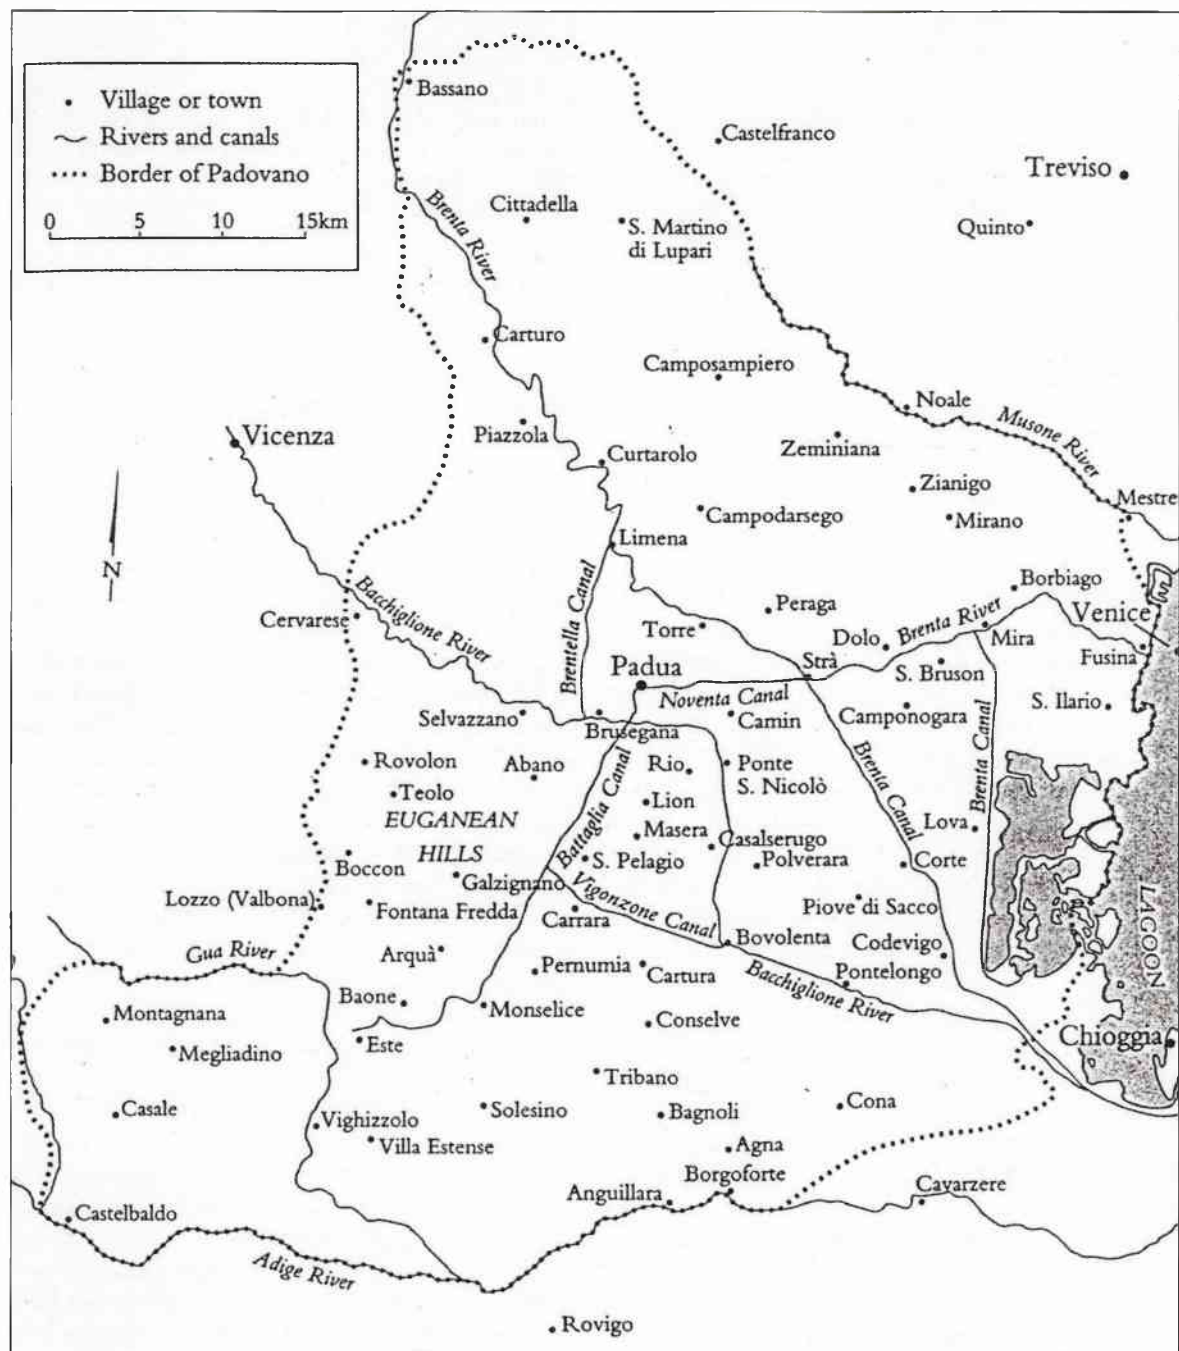 Village or town
Rivers and canals
Border of Padovano
0 5 10 15km
Bassano
Castelfranco
Treviso
Brenta River
Cittadella
S. Martino
di Lupari
Quinto
Carturo
Camposampiero
Noale
Musone River
Vicenza
Piazzola
Curtarolo
Zeminiana
Zianigo
Mestre
Campodarsego
Mirano
N
Limena
Bacchiglione River
Brentella Canal
Borbiago
Cervarese
Peraga
Brenta River
Venice
Torre
Dolo
Mira
Padua
Strà
Fusina
Noventa Canal
S. Bruson
Selvazzano
Brusegana
Camin
Camponogara
S. Ilario
Brenta Canal
Rovolon
Abano
Rio
Ponte
S. Nicolò
Teolo
Battaglia Canal
Lion
Brenta Canal
EUGANEAN
HILLS
Masera
Casalserugo
Lova
Boccon
S. Pelagio
Polverara
Corte
Galzignano
Lozzo (Valbona)
Fontana Fredda
Carrara
Vigonzone Canal
Piove di Sacco
LAGOON
Gua River
Arquà
Bovolenta
Codevigo
Pernumia
Cartura
Bacchiglione River
Pontelongo
Baone
Monselice
Montagnana
Conselve
Chioggia
Este
Megliadino
Tribano
Casale
Vighizzolo
Solesino
Bagnoli
Cona
Villa Estense
Agna
Borgoforte
Anguillara
Cavarzere
Castelbaldo
Adige River
Rovigo